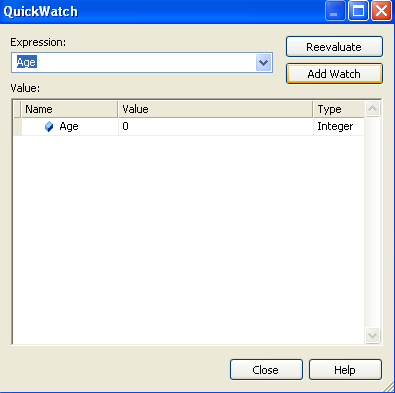 QuickWatch
Expression:
Reevaluate
Age
Add Watch
Value:
Name Value Type
Age 0 Integer
Close Help